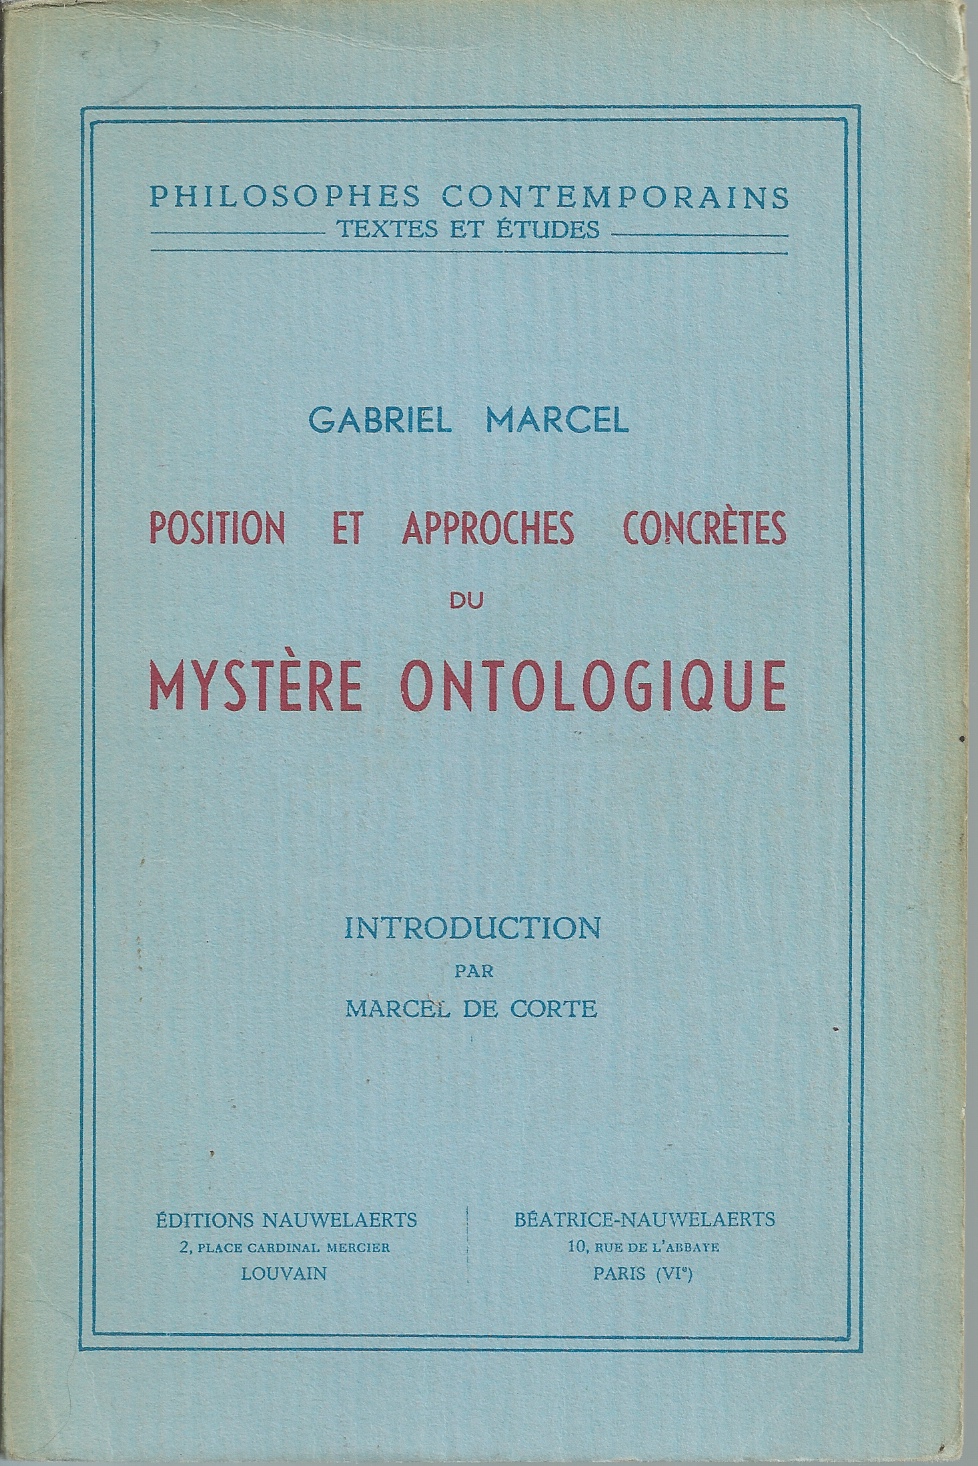 PHILOSOPHES CONTEMPORAINS
TEXTES ET ÉTUDES
GABRIEL MARCEL
POSITION ET APPROCHES CONCRÈTES
DU
MYSTÈRE ONTOLOGIQUE
INTRODUCTION
PAR
MARCEL DE CORTE
ÉDITIONS NAUWELAERTS
2, PLACE CARDINAL MERCIER
LOUVAIN
BÉATRICE-NAUWELAERTS
10, RUE DE L'ABBAYE
PARIS (VIe)